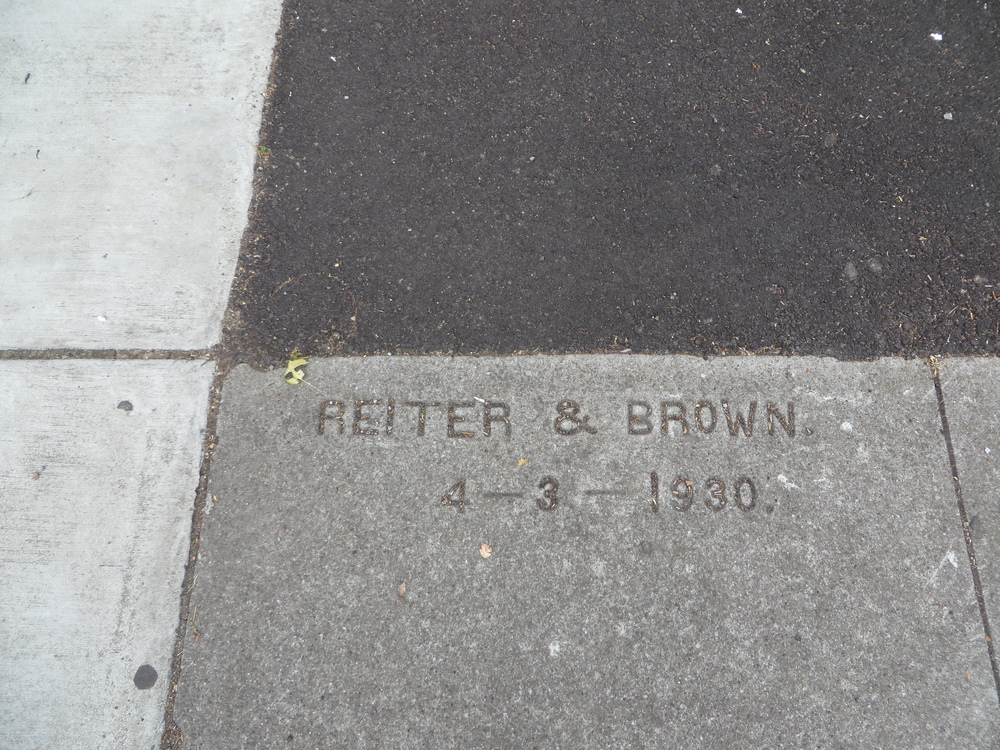 REITER & BROWN.
4-3-1930.